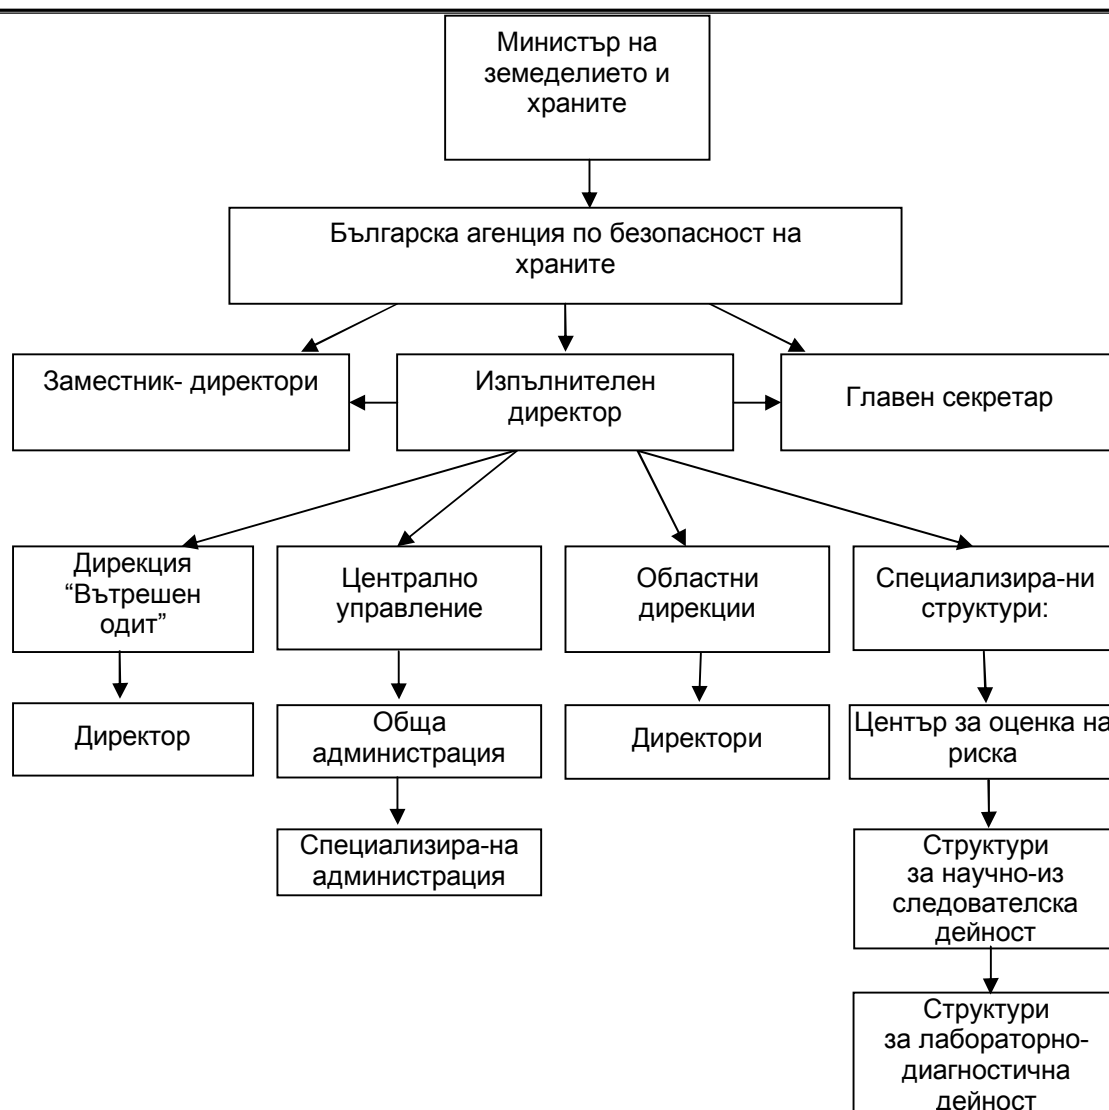 Министър на
земеделието и
храните
Българска агенция по безопасност на
храните
Заместник- директори
Изпълнителен
директор
Главен секретар
Дирекция
“Вътрешен
одит”
Централно
управление
Областни
дирекции
Специализира-ни
структури:
Директор
Обща
администрация
Директори
Център за оценка на
риска
Специализира-на
администрация
Структури
за научно-из
следователска
дейност
Структури
за лабораторно-
диагностична
дейност